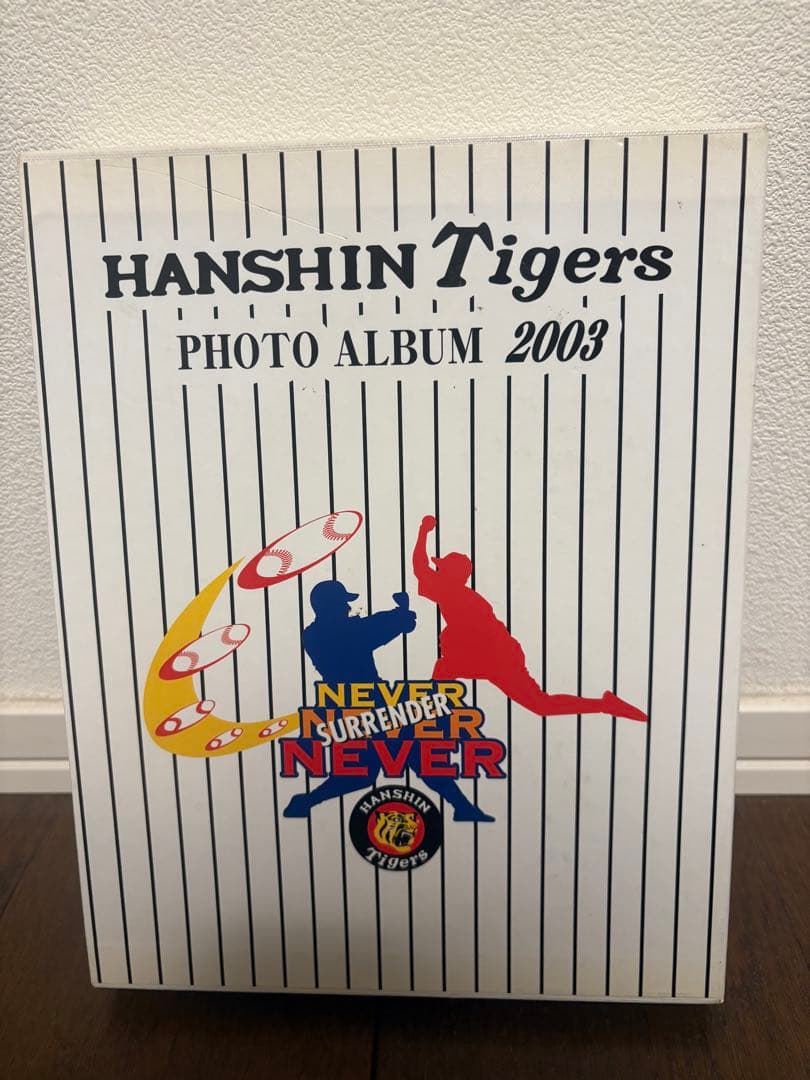 HANSHIN Tigers
PHOTO ALBUM 2003
NEVER
NEVER
SURRENDER
NEVER
HANSHIN
Tigers